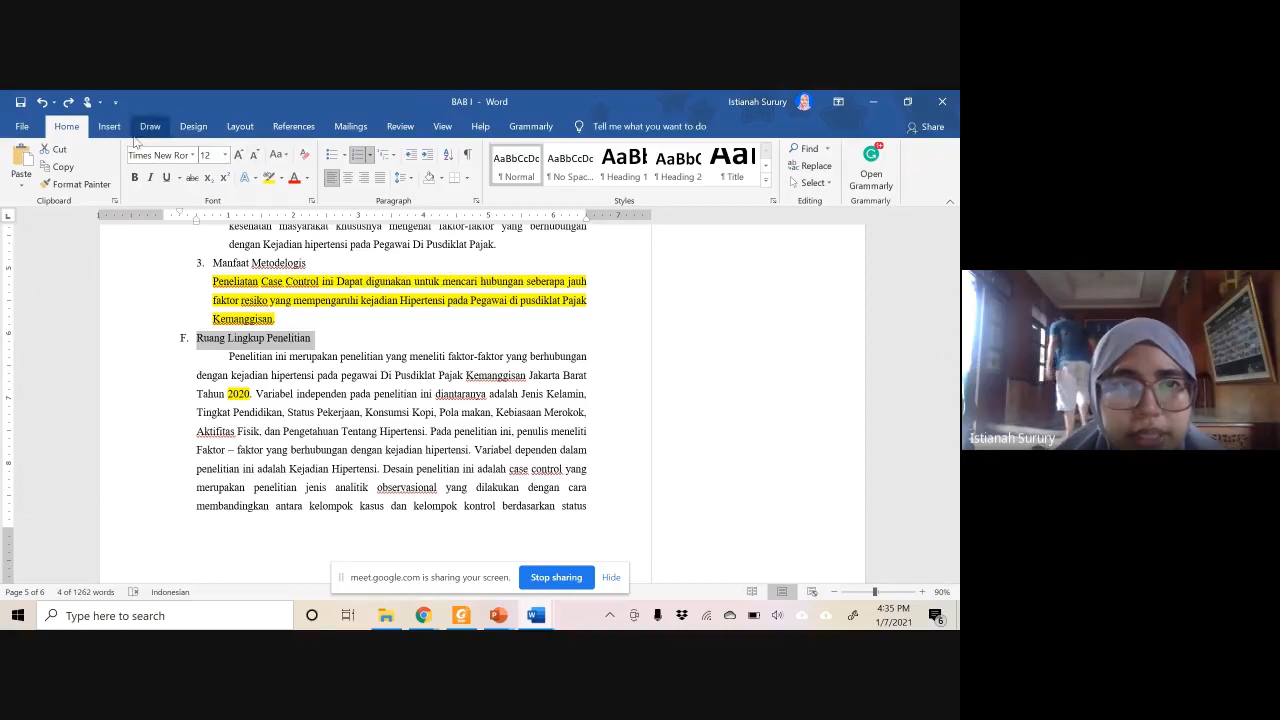 BAB I - Word
Istianah Surury
File Home Insert Draw Design Layout References Mailings Review View Help Grammarly Tell me what you want to do Share
Paste
Cut
Copy
Format Painter
Clipboard
Times New Ror 12
Font
Paragraph
AaBbCcDc AaBbCcDc AaBb AaBbC AaI
¶ Normal ¶ No Spac... ¶ Heading 1 ¶ Heading 2 ¶ Title
Styles
Find
Replace
Select
Editing
Open
Grammarly
Grammarly
kesehatan masyarakat khususnya mengenai faktor-faktor yang berhubungan
dengan Kejadian hipertensi pada Pegawai Di Pusdiklat Pajak.
3. Manfaat Metodelogis
Peneliatan Case Control ini Dapat digunakan untuk mencari hubungan seberapa jauh
faktor resiko yang mempengaruhi kejadian Hipertensi pada Pegawai di pusdiklat Pajak
Kemanggisan.
F. Ruang Lingkup Penelitian
Penelitian ini merupakan penelitian yang meneliti faktor-faktor yang berhubungan
dengan kejadian hipertensi pada pegawai Di Pusdiklat Pajak Kemanggisan Jakarta Barat
Tahun 2020. Variabel independen pada penelitian ini diantaranya adalah Jenis Kelamin,
Tingkat Pendidikan, Status Pekerjaan, Konsumsi Kopi, Pola makan, Kebiasaan Merokok,
Aktifitas Fisik, dan Pengetahuan Tentang Hipertensi. Pada penelitian ini, penulis meneliti
Faktor – faktor yang berhubungan dengan kejadian hipertensi. Variabel dependen dalam
penelitian ini adalah Kejadian Hipertensi. Desain penelitian ini adalah case control yang
merupakan penelitian jenis analitik observasional yang dilakukan dengan cara
membandingkan antara kelompok kasus dan kelompok kontrol berdasarkan status
meet.google.com is sharing your screen. Stop sharing Hide
Page 5 of 6 4 of 1262 words Indonesian 90%
Type here to search
4:35 PM
1/7/2021
6
Istianah Surury